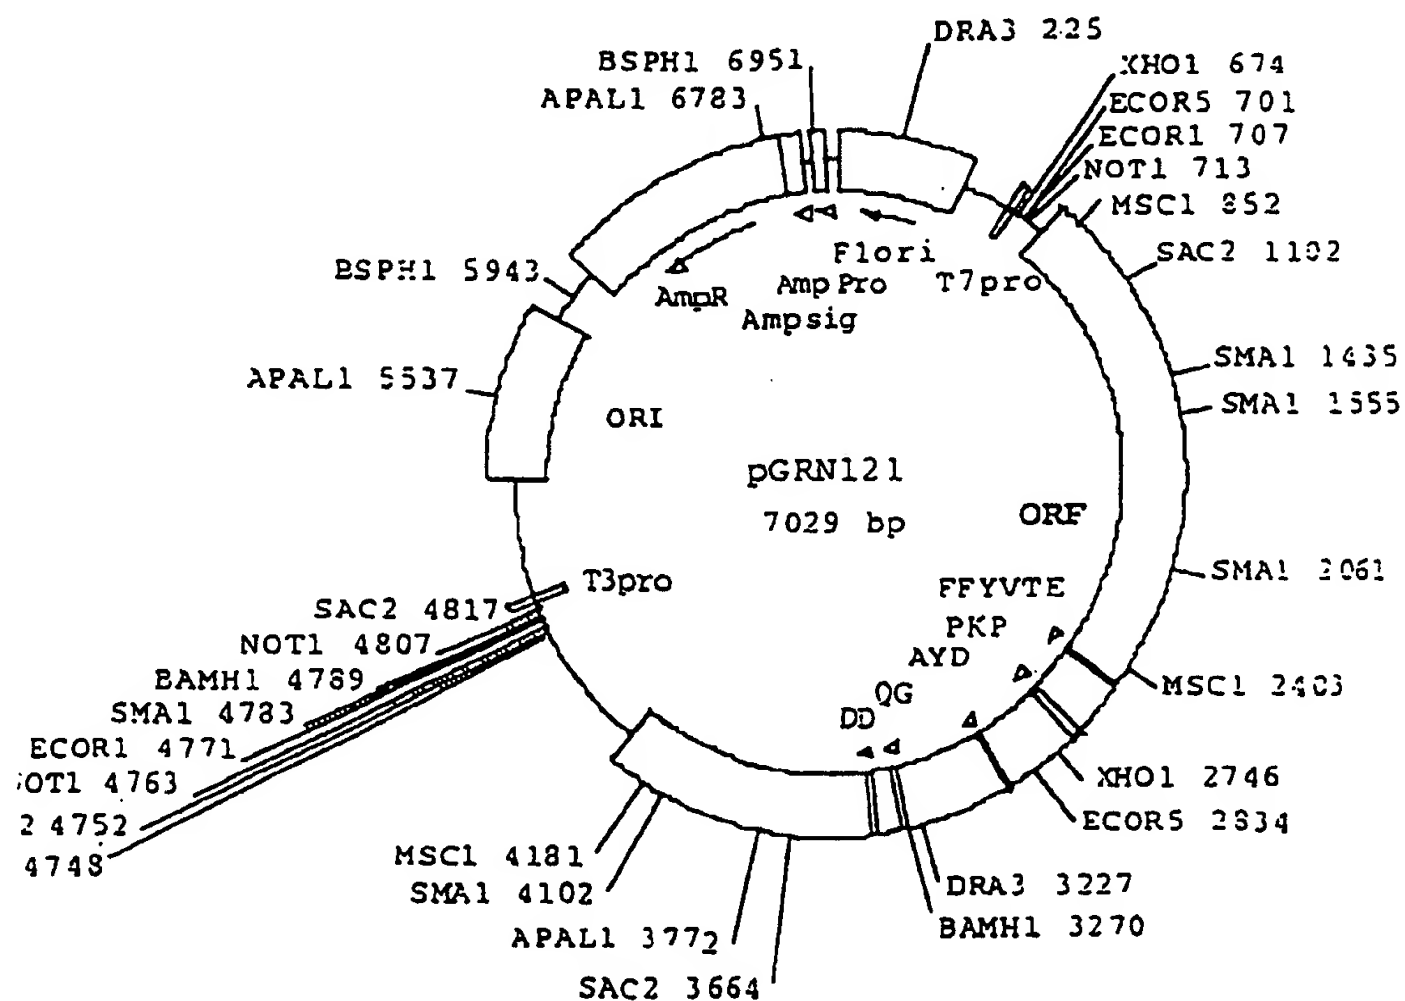 DRA3 225
BSPH1 6951
XHO1 674
APAL1 6783
ECOR5 701
ECOR1 707
NOT1 713
MSC1 852
SAC2 1182
Flori
BSPH1 5943
AmpR
Amp Pro
T7pro
Ampsig
SMA1 1435
APAL1 5537
SMA1 1555
ORI
pGRN121
7029 bp
ORF
SMA1 2061
T3pro
FFYVTE
SAC2 4817
PKP
NOT1 4807
AYD
BAMH1 4789
MSC1 2403
QG
SMA1 4783
DD
ECOR1 4771
OT1 4763
XHO1 2746
2 4752
ECOR5 2834
4748
MSC1 4181
SMA1 4102
DRA3 3227
APAL1 3772
BAMH1 3270
SAC2 3664